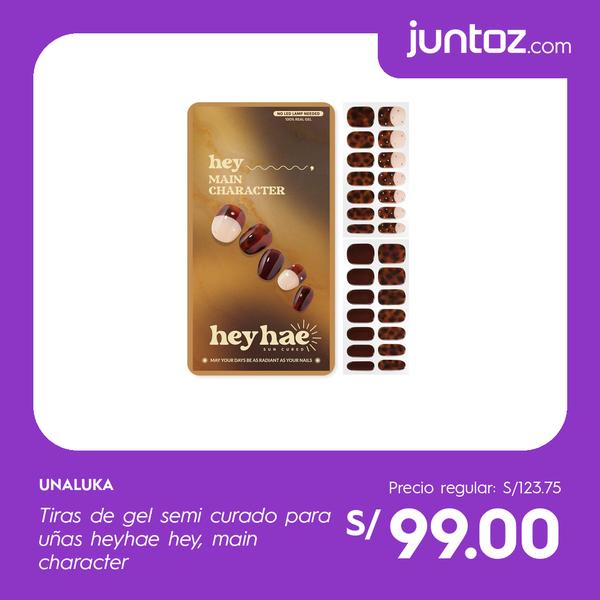 juntoz.com
NO LED LAMP NEEDED
100% REAL GEL
hey ,
MAIN
CHARACTER
heyhae
SUN CURED
MAY YOUR DAYS BE AS RADIANT AS YOUR NAILS
UNALUKA
Tiras de gel semi curado para
uñas heyhae hey, main
character
Precio regular: S/123.75
S/ 99.00